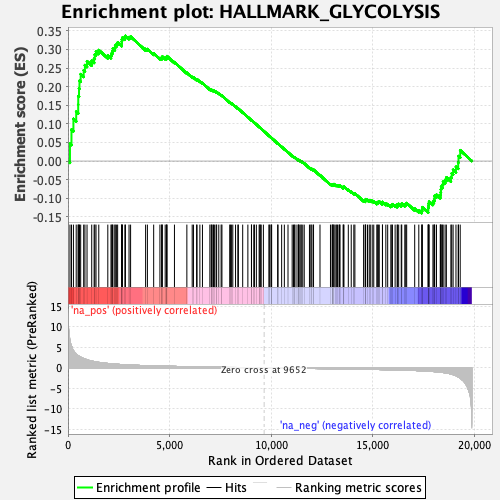 Enrichment plot: HALLMARK_GLYCOLYSIS
Enrichment score (ES)
0.35
0.30
0.25
0.20
0.15
0.10
0.05
0.00
-0.05
-0.10
-0.15
'na_pos' (positively correlated)
Ranked list metric (PreRanked)
15
10
5
0
-5
-10
-15
Zero cross at 9652
'na_neg' (negatively correlated)
0
5,000
10,000
15,000
20,000
Rank in Ordered Dataset
Enrichment profile
Hits
Ranking metric scores